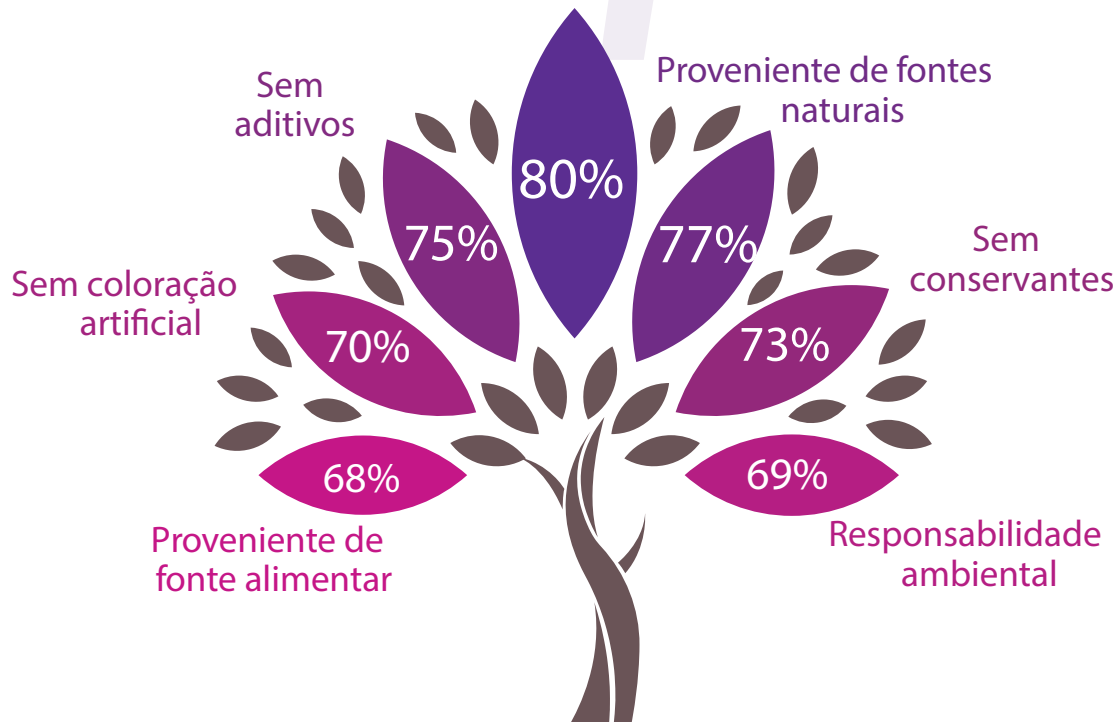 80%
Sem
aditivos
75%
Proveniente de fontes
naturais
77%
Sem coloração
artificial
70%
Sem
conservantes
73%
68%
Proveniente de
fonte alimentar
69%
Responsabilidade
ambiental